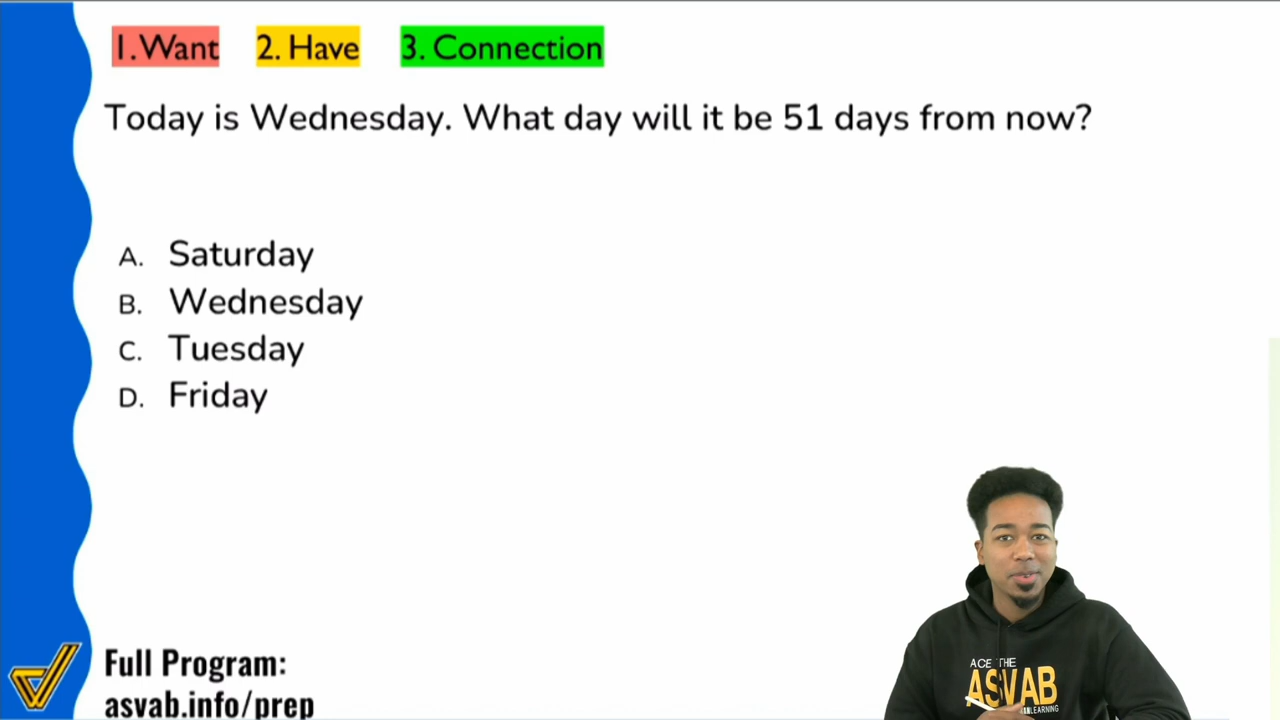 1. Want 2. Have 3. Connection
Today is Wednesday. What day will it be 51 days from now?
A. Saturday
B. Wednesday
C. Tuesday
D. Friday
Full Program:
asvab.info/prep
ACE THE
ASVAB
LEARNING